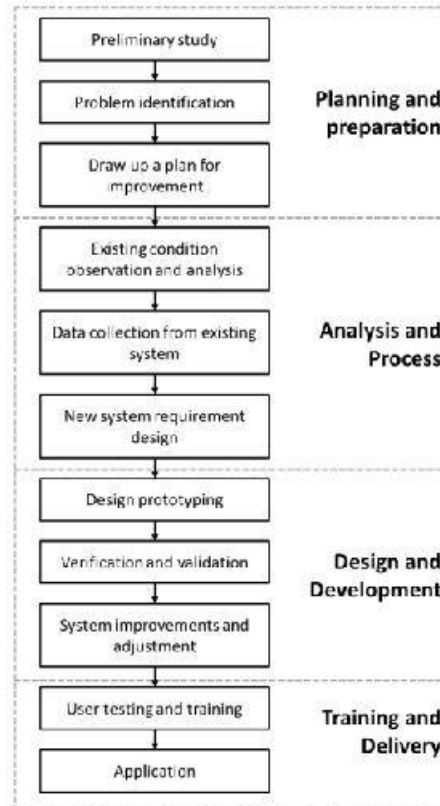 Preliminary study
Problem identification
Draw up a plan for
improvement
Planning and
preparation
Existing condition
observation and analysis
Data collection from existing
system
New system requirement
design
Analysis and
Process
Design prototyping
Verification and validation
System improvements and
adjustment
Design and
Development
User testing and training
Application
Training and
Delivery